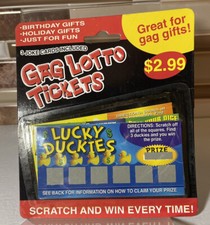 -BIRTHDAY GIFTS
-HOLIDAY GIFTS
-JUST FOR FUN
Great for
gag gifts!
$2.99
3 JOKE CARDS INCLUDED
GAG LOTTO
TICKETS
LUCKY
DUCKIES
DIRECTIONS: Scratch off
all of the squares. Find
3 duckies and you win
the prize.
PRIZE
SEE BACK FOR INFORMATION ON HOW TO CLAIM YOUR PRIZE
SCRATCH AND WIN EVERY TIME!